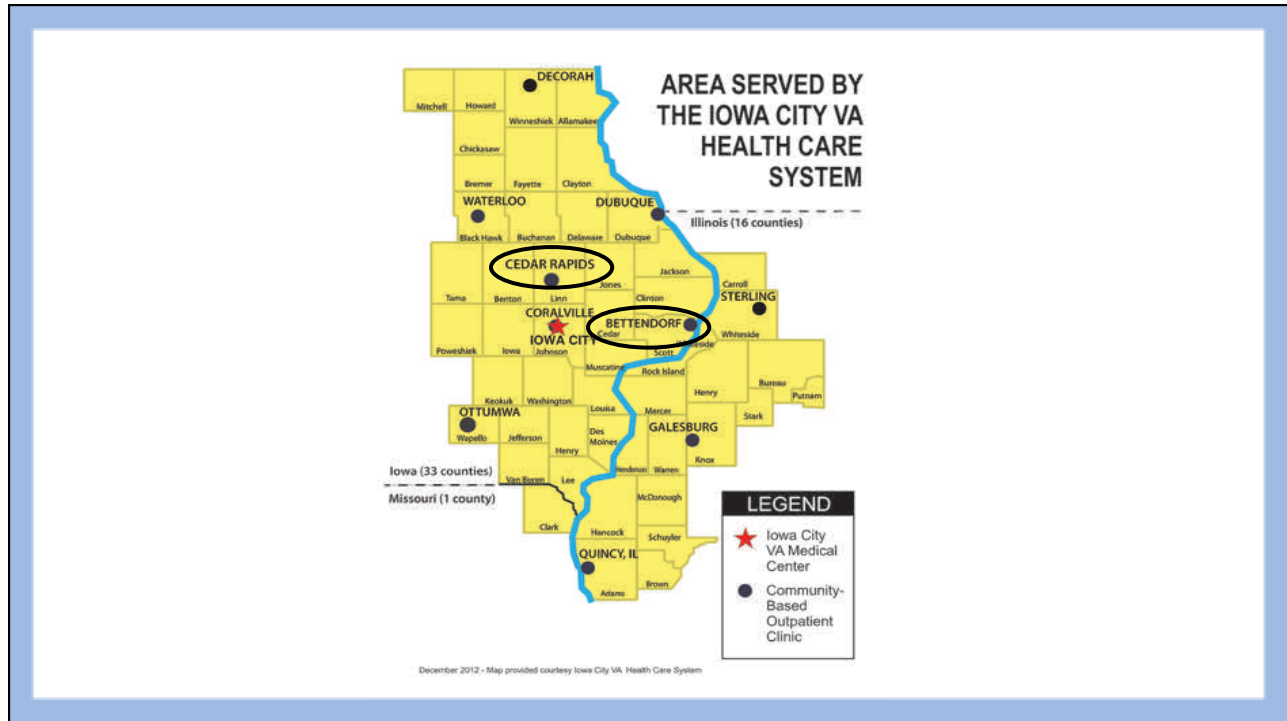 AREA SERVED BY
THE IOWA CITY VA
HEALTH CARE
SYSTEM
DECORAH
Mitchell
Howard
Winneshiek
Allamakee
Chickasaw
Bremer
Fayette
Clayton
WATERLOO
DUBUQUE
Illinois (16 counties)
Black Hawk
Buchanan
Delaware
Dubuque
CEDAR RAPIDS
Jackson
Jones
Carroll
Tama
Benton
Linn
Clinton
STERLING
CORALVILLE
BETTENDORF
IOWA CITY
Cedar
Whiteside
Whiteside
Poweshiek
Iowa
Johnson
Scott
Muscatine
Rock Island
Bureau
Henry
Putnam
Keokuk
Washington
Louisa
Mercer
Stark
OTTUMWA
GALESBURG
Wapello
Jefferson
Des
Moines
Henry
Knox
Iowa (33 counties)
Warren
Van Buren
Lee
Missouri (1 county)
McDonough
LEGEND
Clark
Hancock
Schuyler
Iowa City
VA Medical
Center
QUINCY, IL
Brown
Adams
Community-
Based
Outpatient
Clinic
December 2012 - Map provided courtesy Iowa City VA Health Care System